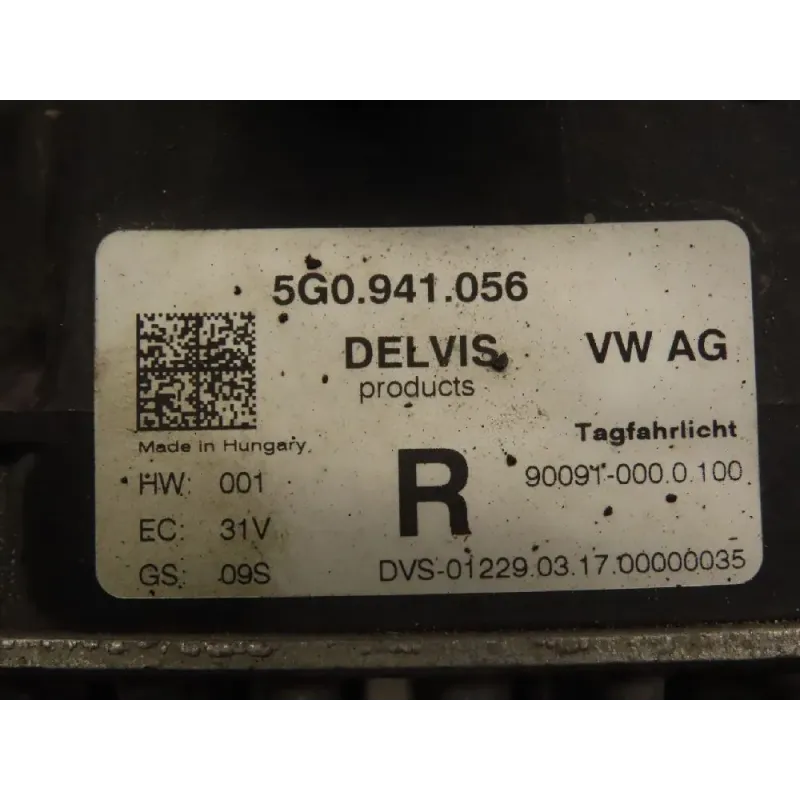 5G0.941.056
DELVIS VW AG
products
Tagfahrlicht
Made in Hungary
HW: 001 R 90091-000.0.100
EC: 31V
GS: 09S DVS-01229.03.17.00000035